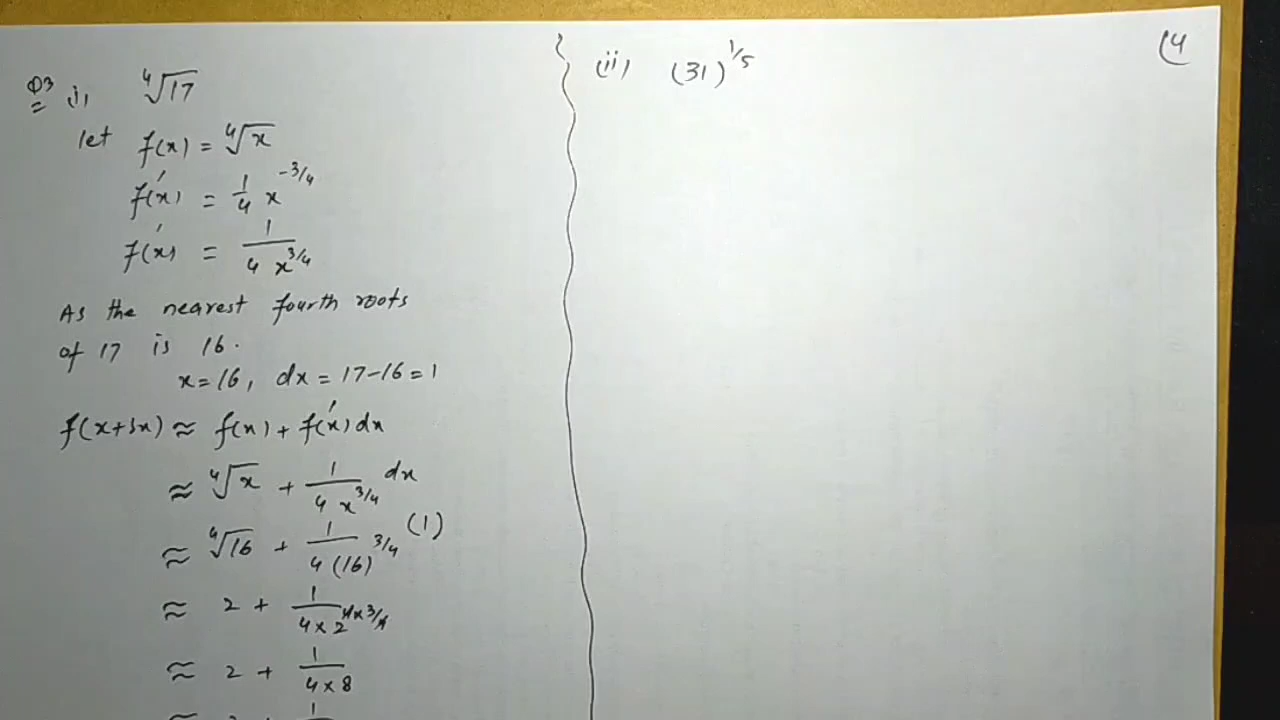 Q3 (i) ⁴√17
let f(x) = ⁴√x
f'(x) = 1/4 x^(-3/4)
f'(x) = 1/(4 x^(3/4))
As the nearest fourth roots
of 17 is 16.
x=16, dx = 17-16 = 1
f(x+δx) ≈ f(x) + f'(x) dx
≈ ⁴√x + 1/(4 x^(3/4)) dx
≈ ⁴√16 + 1/(4 (16)^(3/4)) (1)
≈ 2 + 1/(4×2^(4×3/4))
≈ 2 + 1/(4×8)
(ii) (31)^(1/5)
(4